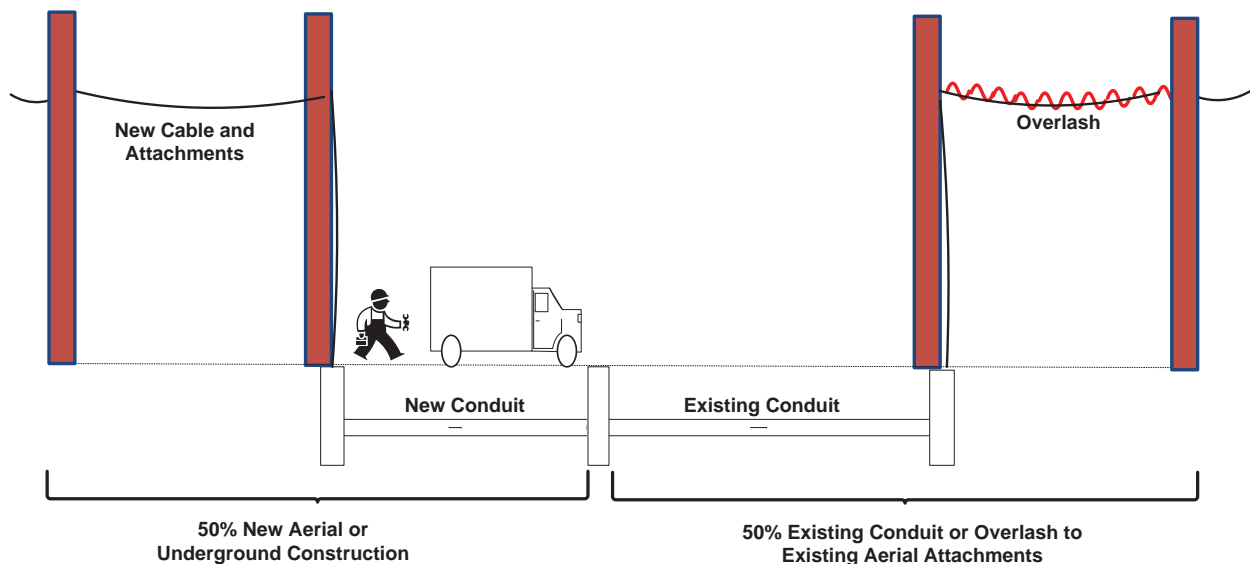 New Cable and
Attachments
Overlash
New Conduit
Existing Conduit
50% New Aerial or
Underground Construction
50% Existing Conduit or Overlash to
Existing Aerial Attachments